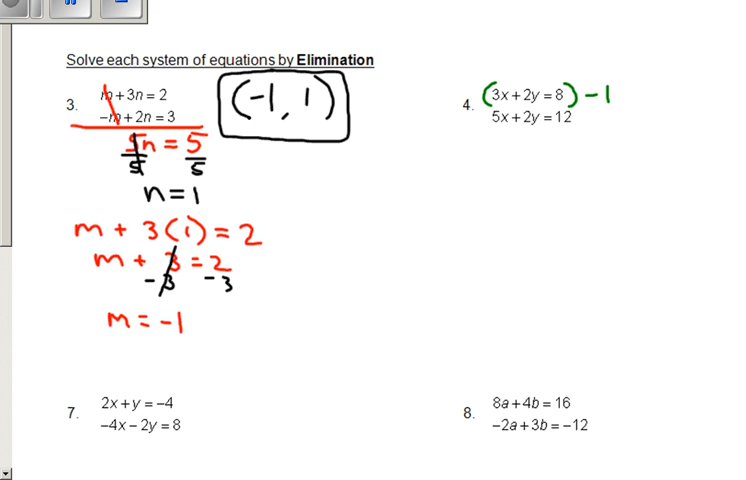 Solve each system of equations by Elimination
3. m + 3n = 2
-m + 2n = 3
5n = 5
5 5
n = 1
m + 3(1) = 2
m + 3 = 2
-3 -3
m = -1
(-1, 1)
4. (3x + 2y = 8) -1
5x + 2y = 12
7. 2x + y = -4
-4x - 2y = 8
8. 8a + 4b = 16
-2a + 3b = -12